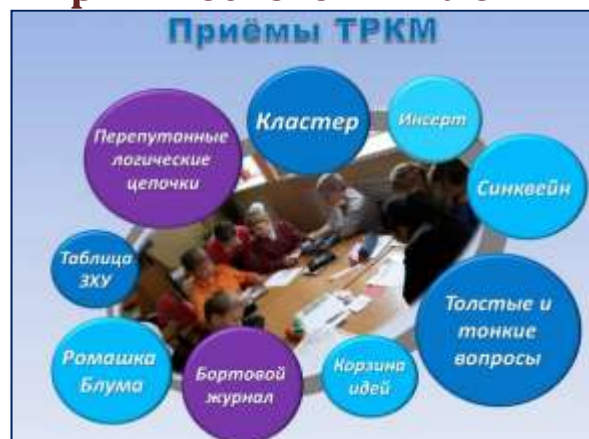 Приёмы ТРКМ
Кластер
Инсерт
Перепутанные
логические
цепочки
Синквейн
Таблица
ЗХУ
Толстые и
тонкие
вопросы
Ромашка
Блума
Бортовой
журнал
Корзина
идей